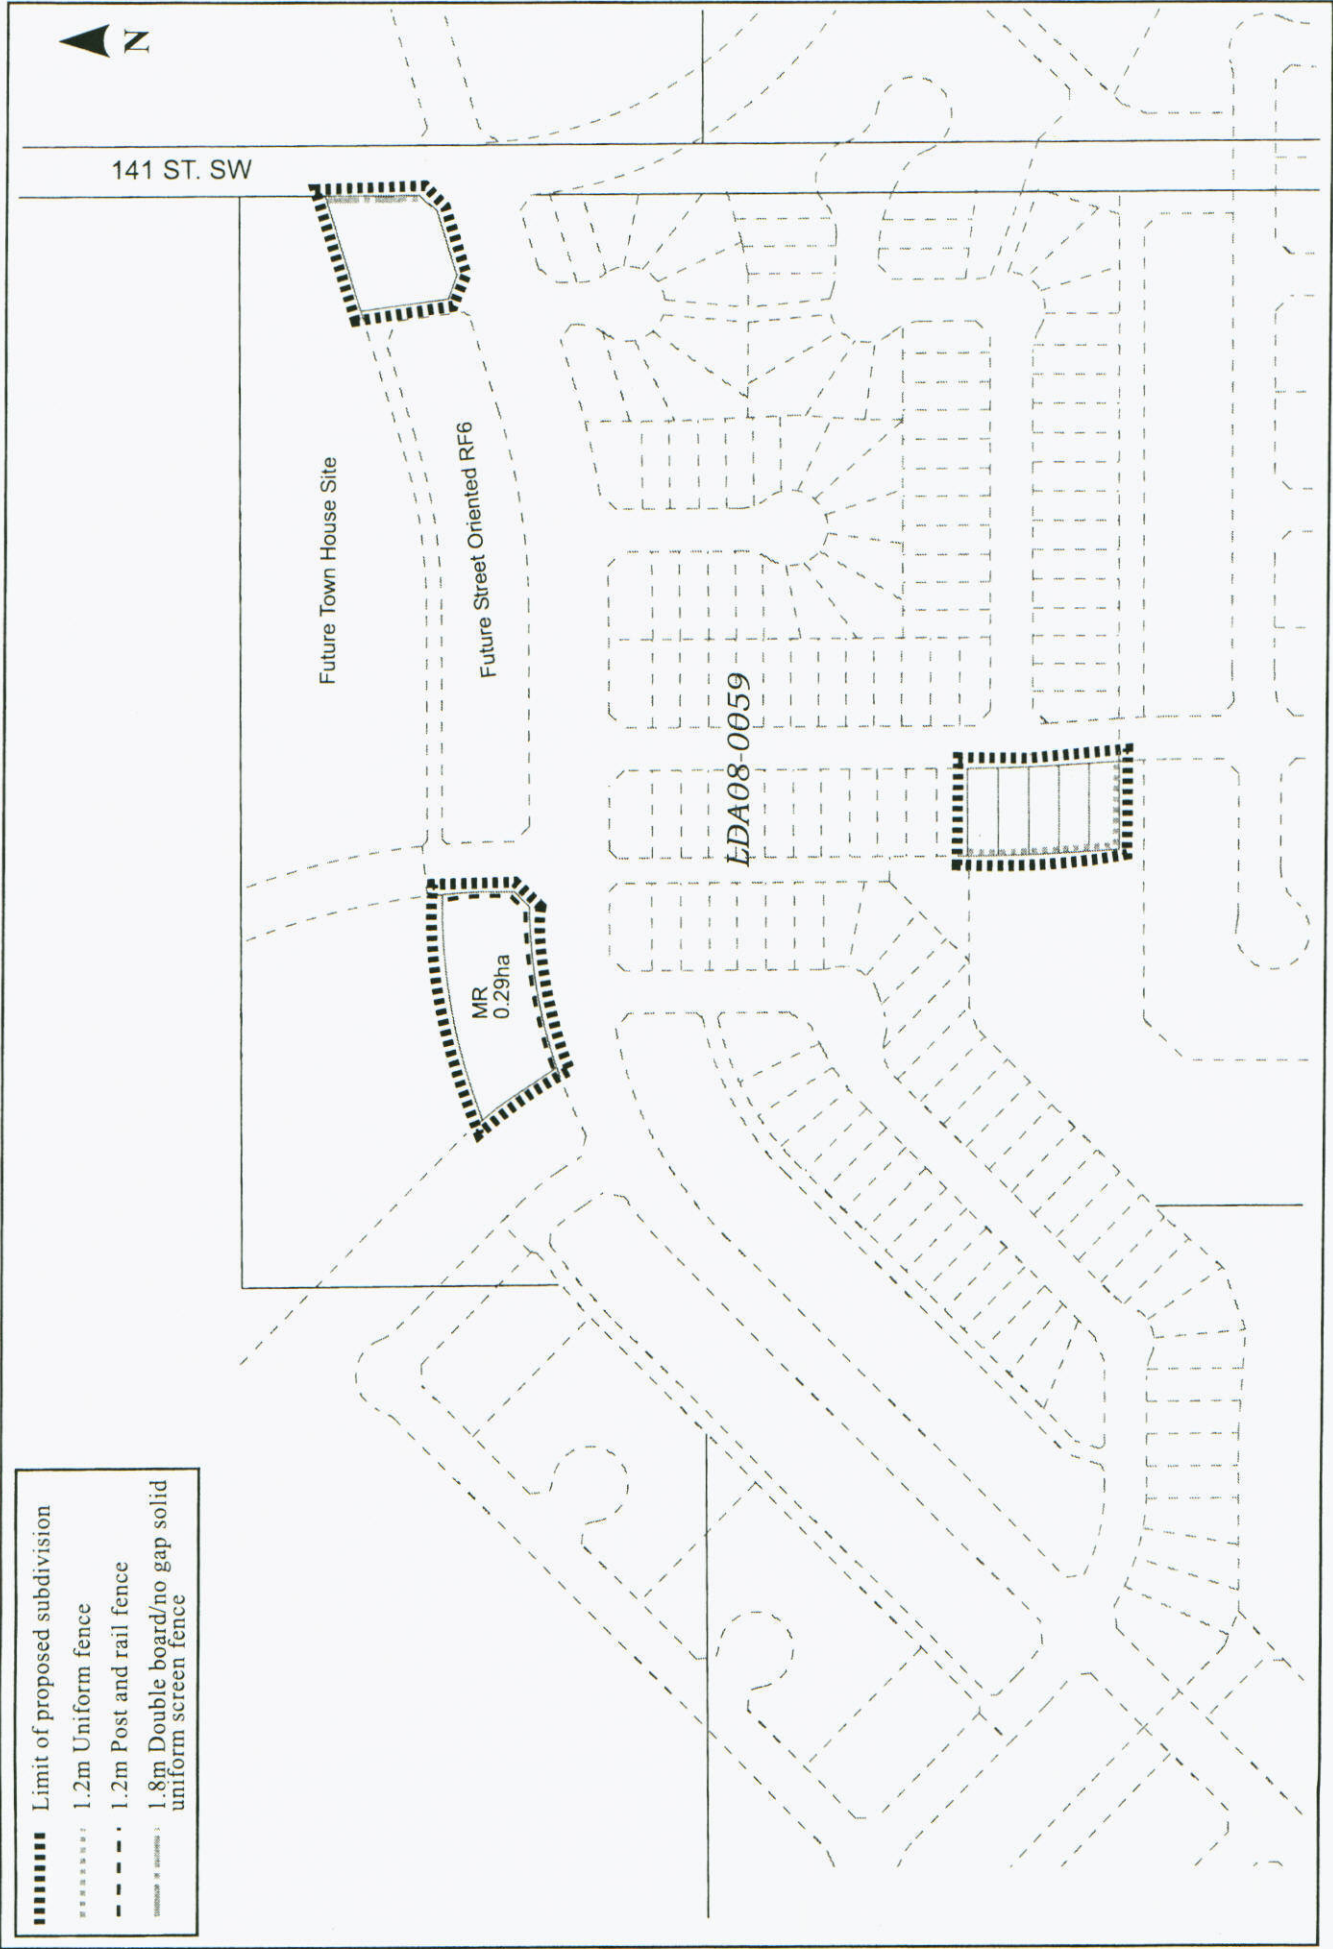 N
141 ST. SW
Future Town House Site
Future Street Oriented RF6
LDA08-0059
MR
0.29ha
Limit of proposed subdivision
1.2m Uniform fence
1.2m Post and rail fence
1.8m Double board/no gap solid
uniform screen fence